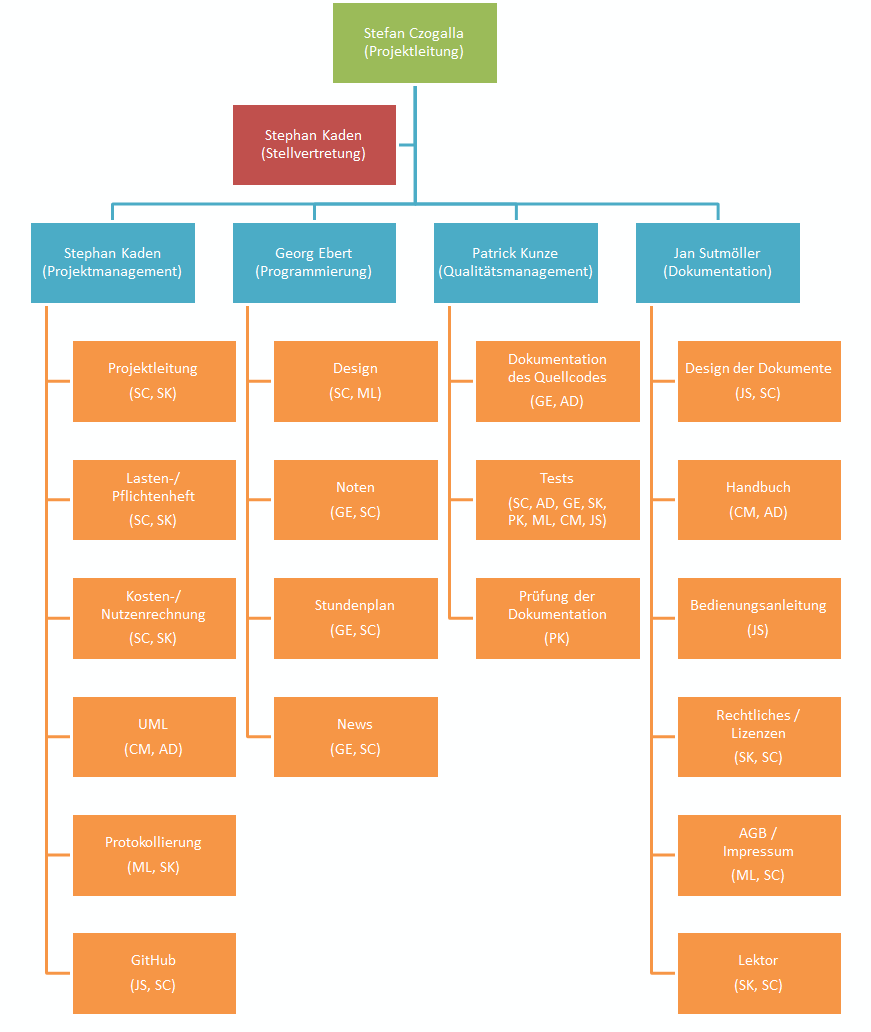 Stefan Czogalla
(Projektleitung)
Stephan Kaden
(Stellvertretung)
Stephan Kaden
(Projektmanagement)
Georg Ebert
(Programmierung)
Patrick Kunze
(Qualitätsmanagement)
Jan Sutmöller
(Dokumentation)
Projektleitung
(SC, SK)
Lasten-/
Pflichtenheft
(SC, SK)
Kosten-/
Nutzenrechnung
(SC, SK)
UML
(CM, AD)
Protokollierung
(ML, SK)
GitHub
(JS, SC)
Design
(SC, ML)
Noten
(GE, SC)
Stundenplan
(GE, SC)
News
(GE, SC)
Dokumentation
des Quellcodes
(GE, AD)
Tests
(SC, AD, GE, SK,
PK, ML, CM, JS)
Prüfung der
Dokumentation
(PK)
Design der Dokumente
(JS, SC)
Handbuch
(CM, AD)
Bedienungsanleitung
(JS)
Rechtliches /
Lizenzen
(SK, SC)
AGB /
Impressum
(ML, SC)
Lektor
(SK, SC)